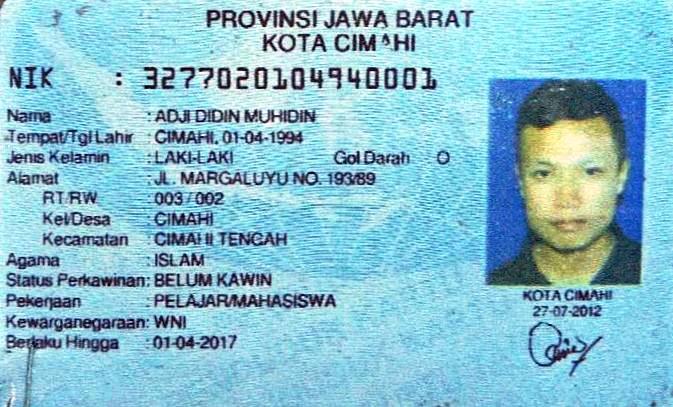 PROVINSI JAWA BARAT
KOTA CIMAHI
NIK : 3277020104940001
Nama : ADJI DIDIN MUHIDIN
Tempat/Tgl Lahir : CIMAHI, 01-04-1994
Jenis Kelamin : LAKI-LAKI Gol Darah O
Alamat : JL. MARGALUYU NO. 193/89
RT/RW : 003 / 002
Kel/Desa : CIMAHI
Kecamatan : CIMAHI TENGAH
Agama : ISLAM
Status Perkawinan: BELUM KAWIN
Pekerjaan : PELAJAR/MAHASISWA
Kewarganegaraan: WNI
Berlaku Hingga : 01-04-2017
KOTA CIMAHI
27-07-2012